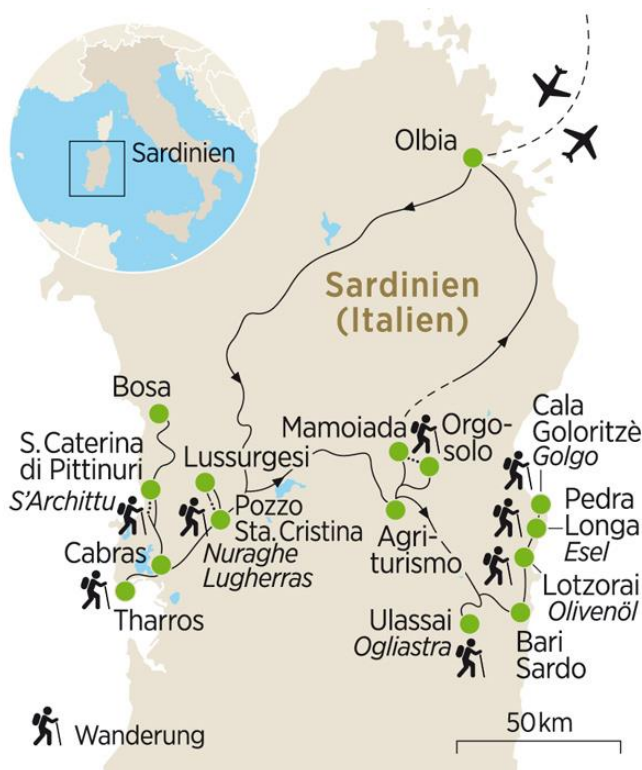 Sardinien
Olbia
Sardinien
(Italien)
Bosa
S. Caterina
di Pittinuri
S'Archittu
Lussurgesi
Pozzo
Sta. Cristina
Nuraghe
Lugherras
Cabras
Tharros
Mamoiada
Orgo-
solo
Agri-
turismo
Cala
Goloritzè
Golgo
Pedra
Longa
Esel
Lotzorai
Olivenöl
Ulassai
Ogliastra
Bari
Sardo
Wanderung
50 km